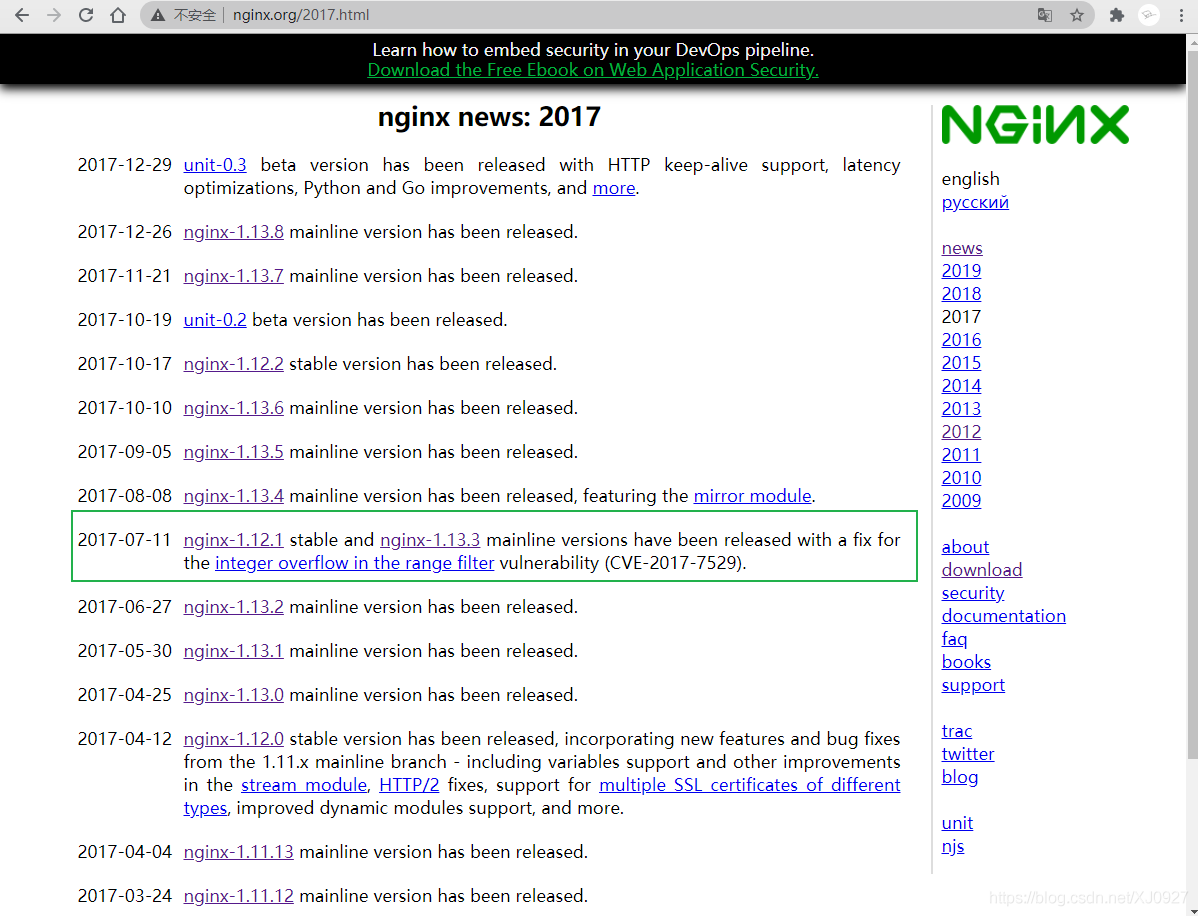 不安全 nginx.org/2017.html
Learn how to embed security in your DevOps pipeline.
Download the Free Ebook on Web Application Security.
nginx news: 2017
2017-12-29 unit-0.3 beta version has been released with HTTP keep-alive support, latency
optimizations, Python and Go improvements, and more.
2017-12-26 nginx-1.13.8 mainline version has been released.
2017-11-21 nginx-1.13.7 mainline version has been released.
2017-10-19 unit-0.2 beta version has been released.
2017-10-17 nginx-1.12.2 stable version has been released.
2017-10-10 nginx-1.13.6 mainline version has been released.
2017-09-05 nginx-1.13.5 mainline version has been released.
2017-08-08 nginx-1.13.4 mainline version has been released, featuring the mirror module.
2017-07-11 nginx-1.12.1 stable and nginx-1.13.3 mainline versions have been released with a fix for
the integer overflow in the range filter vulnerability (CVE-2017-7529).
2017-06-27 nginx-1.13.2 mainline version has been released.
2017-05-30 nginx-1.13.1 mainline version has been released.
2017-04-25 nginx-1.13.0 mainline version has been released.
2017-04-12 nginx-1.12.0 stable version has been released, incorporating new features and bug fixes
from the 1.11.x mainline branch - including variables support and other improvements
in the stream module, HTTP/2 fixes, support for multiple SSL certificates of different
types, improved dynamic modules support, and more.
2017-04-04 nginx-1.11.13 mainline version has been released.
2017-03-24 nginx-1.11.12 mainline version has been released.
NGINX
english
русский
news
2019
2018
2017
2016
2015
2014
2013
2012
2011
2010
2009
about
download
security
documentation
faq
books
support
trac
twitter
blog
unit
njs
https://blog.csdn.net/XJ0927